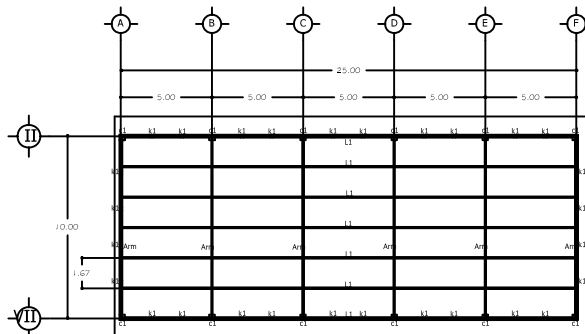 A B C D E F
25.00
5.00 5.00 5.00 5.00 5.00
c1 k1 k1 c1 k1 k1 c1 k1 k1 c1 k1 k1 c1 k1 k1 c1
II
L1
k1 L1 k1
k1 L1 k1
10.00
L1
k1 Arm Arm Arm Arm Arm Arm k1
L1
1.67
k1 L1 k1
VII
k1 k1 k1 k1 L1 k1 k1 k1 k1
c1 c1 c1 c1 c1 c1